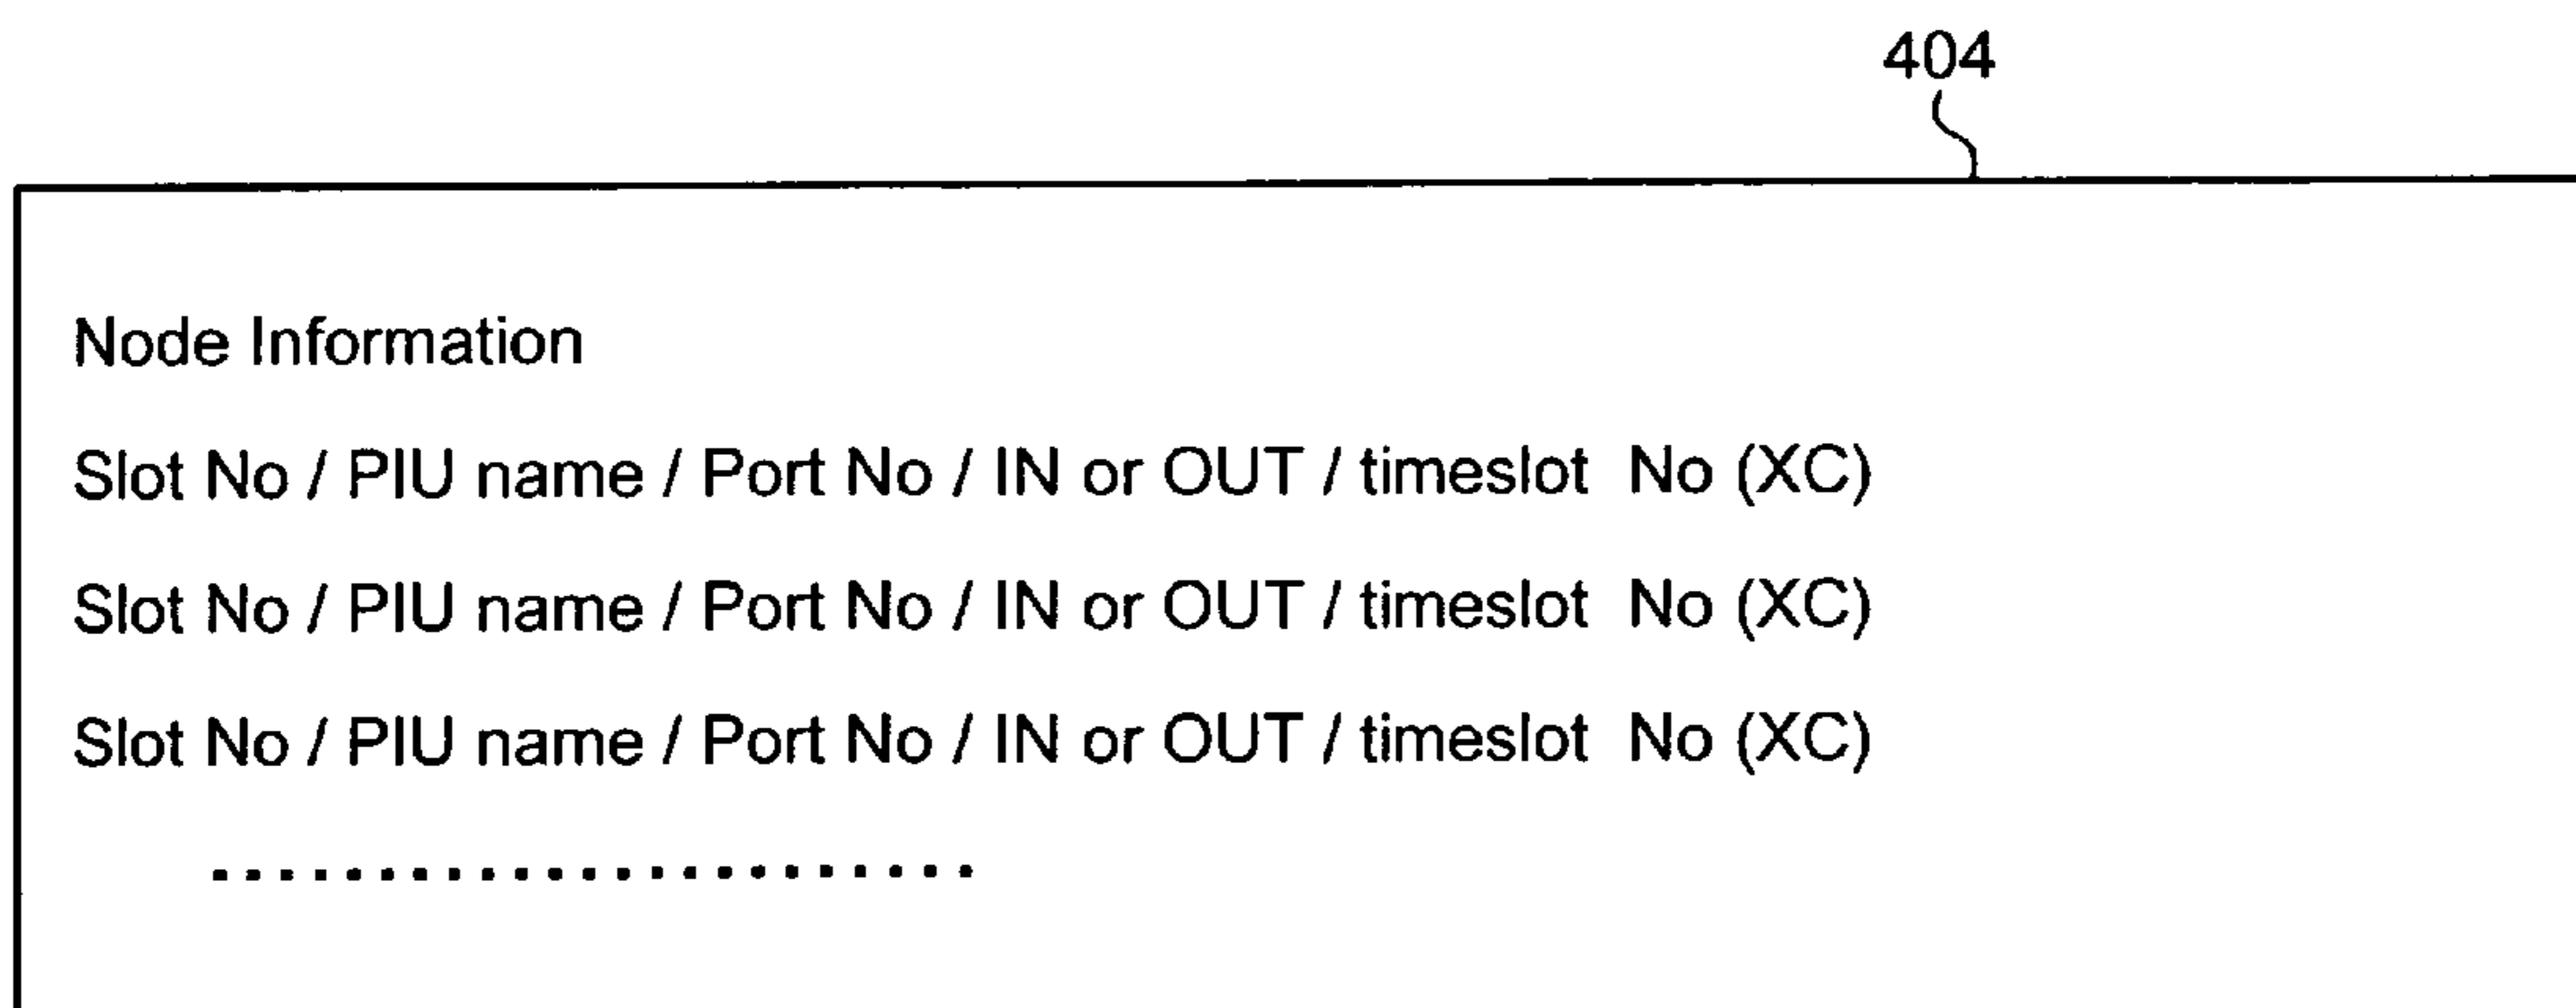 404
Node Information
Slot No / PIU name / Port No / IN or OUT / timeslot No (XC)
Slot No / PIU name / Port No / IN or OUT / timeslot No (XC)
Slot No / PIU name / Port No / IN or OUT / timeslot No (XC)
.......................